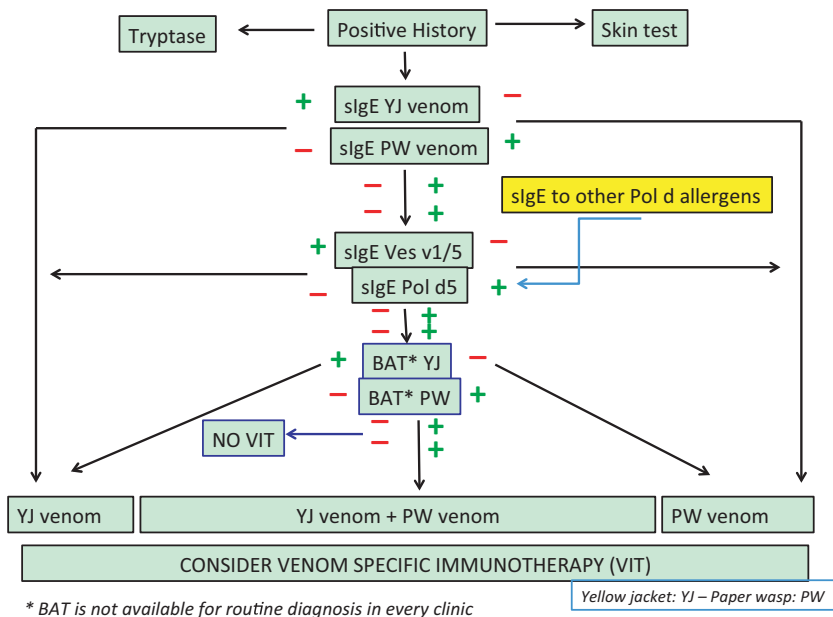 Tryptase
Positive History
Skin test
+ sIgE YJ venom −
− sIgE PW venom +
− +
− +
sIgE to other Pol d allergens
+ sIgE Ves v1/5 −
− sIgE Pol d5 +
− +
− +
+ BAT* YJ −
− BAT* PW +
− +
− +
NO VIT
YJ venom
YJ venom + PW venom
PW venom
CONSIDER VENOM SPECIFIC IMMUNOTHERAPY (VIT)
Yellow jacket: YJ – Paper wasp: PW
* BAT is not available for routine diagnosis in every clinic